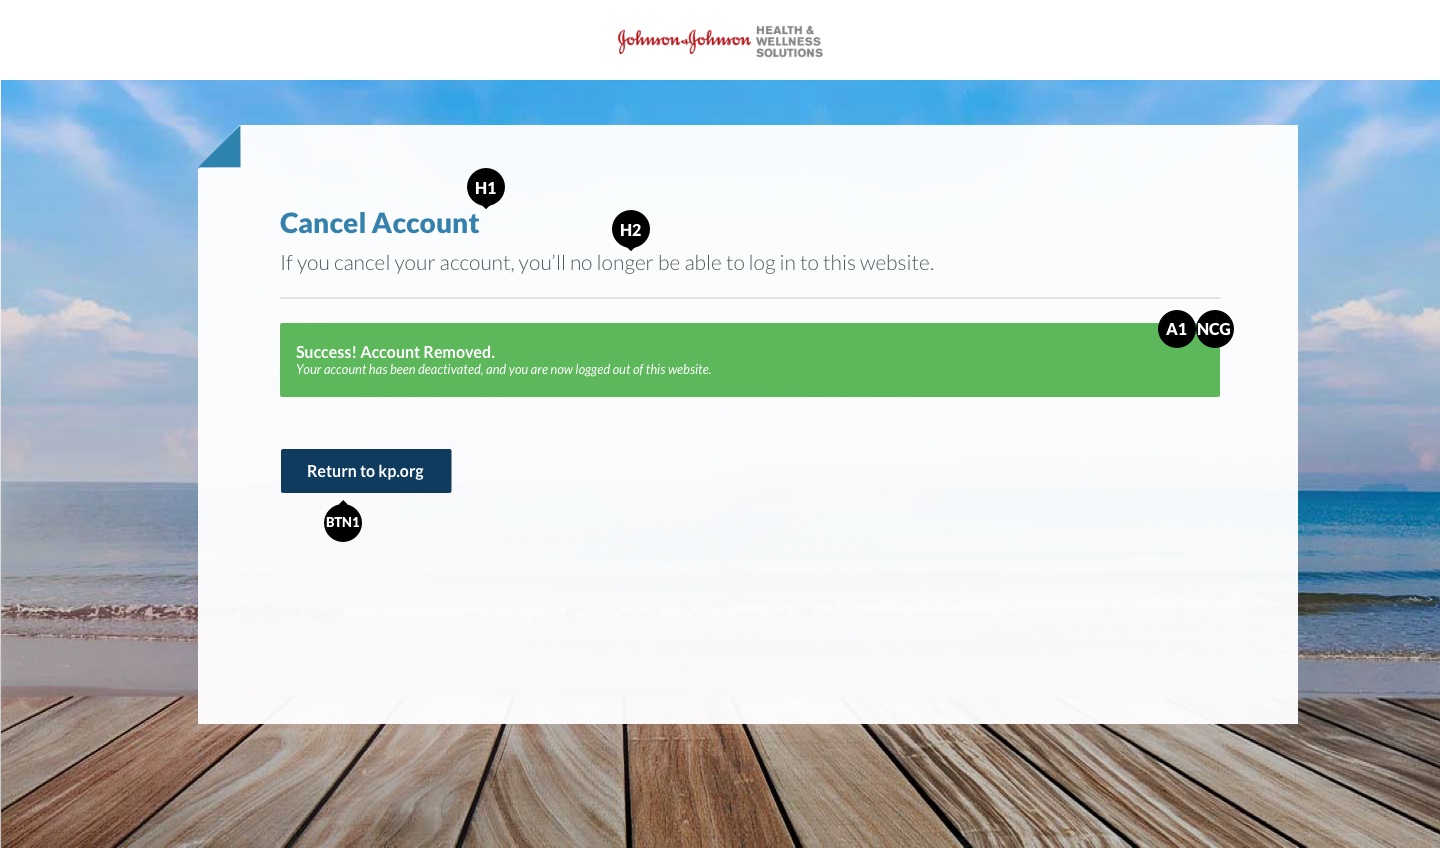 Johnson & Johnson HEALTH &
WELLNESS
SOLUTIONS
H1
Cancel Account
H2
If you cancel your account, you’ll no longer be able to log in to this website.
A1 NCG
Success! Account Removed.
Your account has been deactivated, and you are now logged out of this website.
Return to kp.org
BTN1